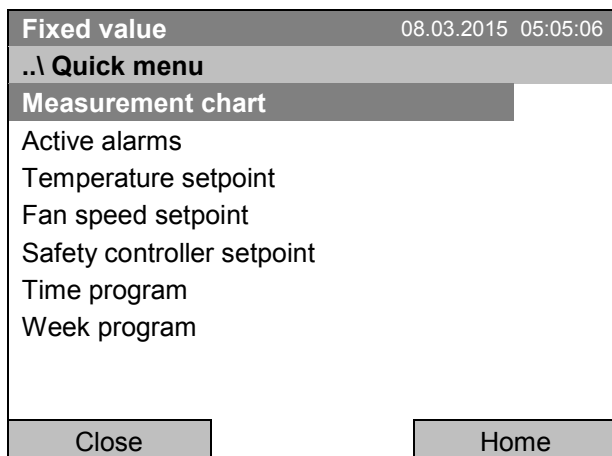 Fixed value 08.03.2015 05:05:06
..\ Quick menu
Measurement chart
Active alarms
Temperature setpoint
Fan speed setpoint
Safety controller setpoint
Time program
Week program
Close Home